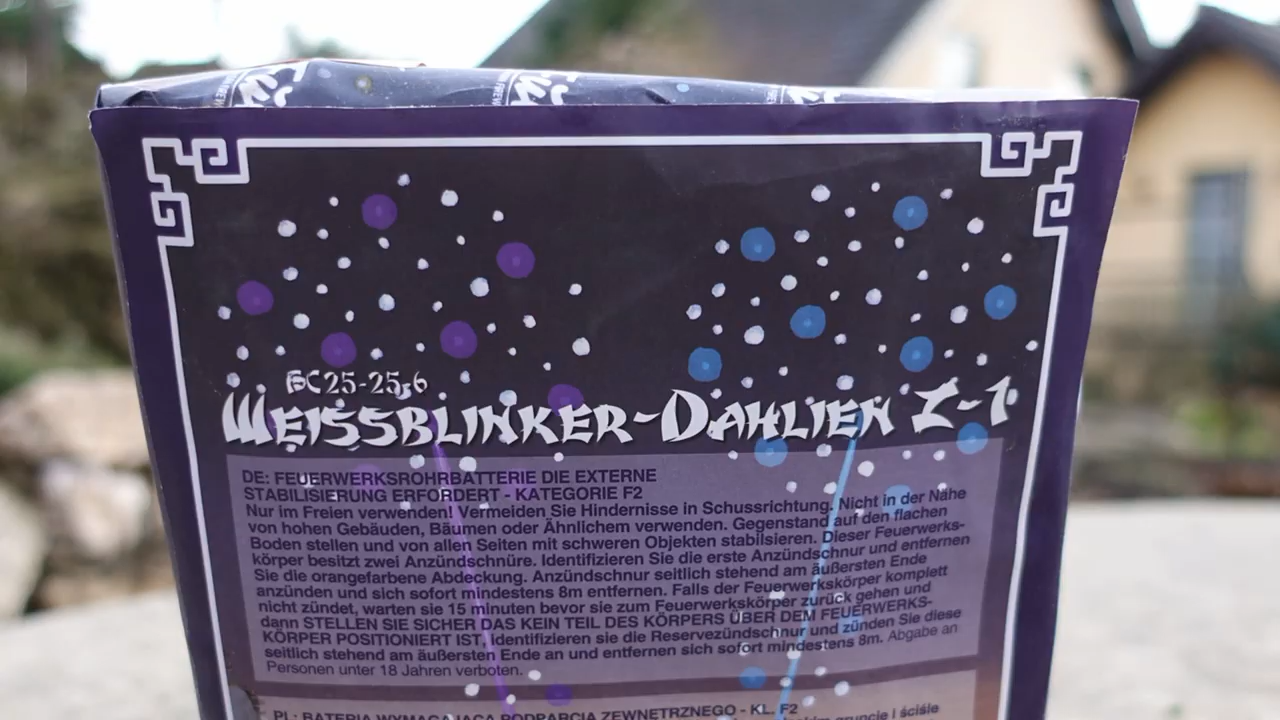 BC25-25,6
WEISSBLINKER-DAHLIEN Z-1
DE: FEUERWERKSROHRBATTERIE DIE EXTERNE
STABILISIERUNG ERFORDERT - KATEGORIE F2
Nur im Freien verwenden! Vermeiden Sie Hindernisse in Schussrichtung. Nicht in der Nähe
von hohen Gebäuden, Bäumen oder Ähnlichem verwenden. Gegenstand auf den flachen
Boden stellen und von allen Seiten mit schweren Objekten stabilsieren. Dieser Feuerwerks-
körper besitzt zwei Anzündschnüre. Identifizieren Sie die erste Anzündschnur und entfernen
Sie die orangefarbene Abdeckung. Anzündschnur seitlich stehend am äußersten Ende
anzünden und sich sofort mindestens 8m entfernen. Falls der Feuerwerkskörper komplett
nicht zündet, warten sie 15 minuten bevor sie zum Feuerwerkskörper zurück gehen und
dann STELLEN SIE SICHER DAS KEIN TEIL DES KÖRPERS ÜBER DEM FEUERWERKS-
KÖRPER POSITIONIERT IST. Identifizieren sie die Reservezündschnur und zünden Sie diese
seitlich stehend am äußersten Ende an und entfernen sich sofort mindestens 8m. Abgabe an
Personen unter 18 Jahren verboten.
PL: BATERIA WYMAGAJĄCA PODPARCIA ZEWNĘTRZNEGO - KL. F2
gruncie i ściśle